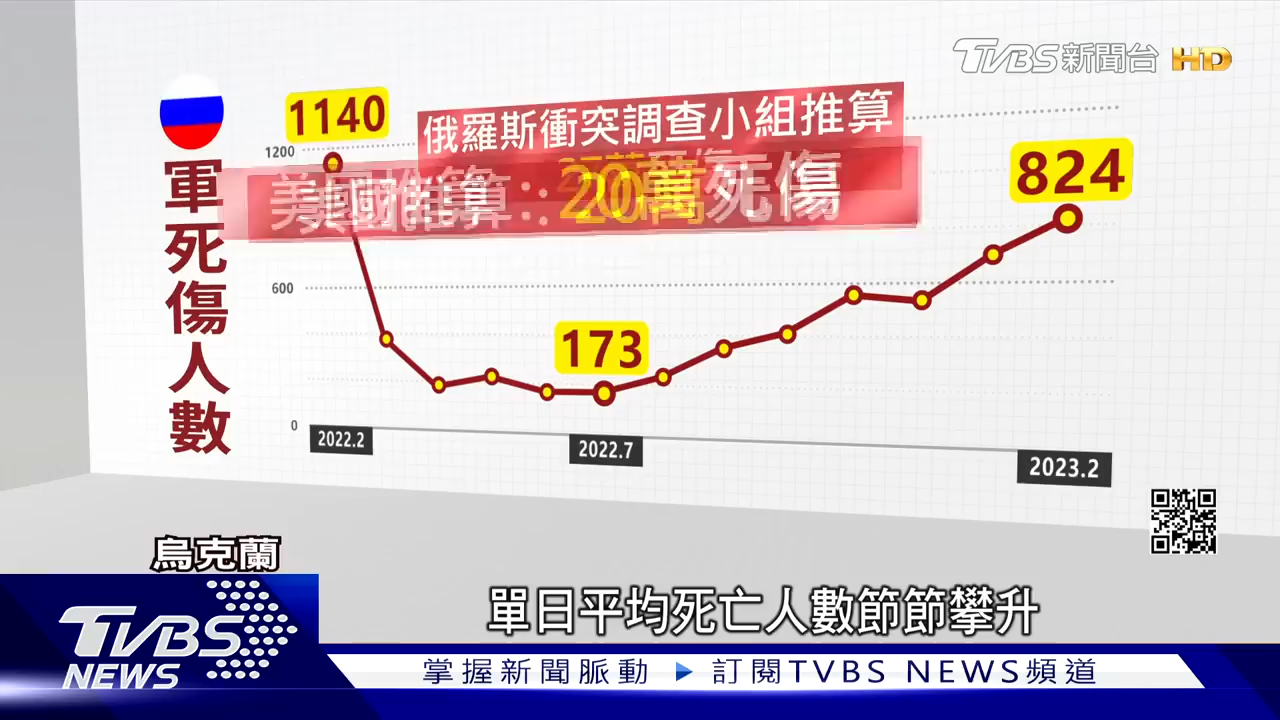 TVBS新聞台 HD
1140
俄羅斯衝突調查小組推算
1200
20萬死傷
824
軍死傷人數
600
173
0
2022.2
2022.7
2023.2
烏克蘭
單日平均死亡人數節節攀升
TVBS
NEWS
掌握新聞脈動 訂閱TVBS NEWS頻道